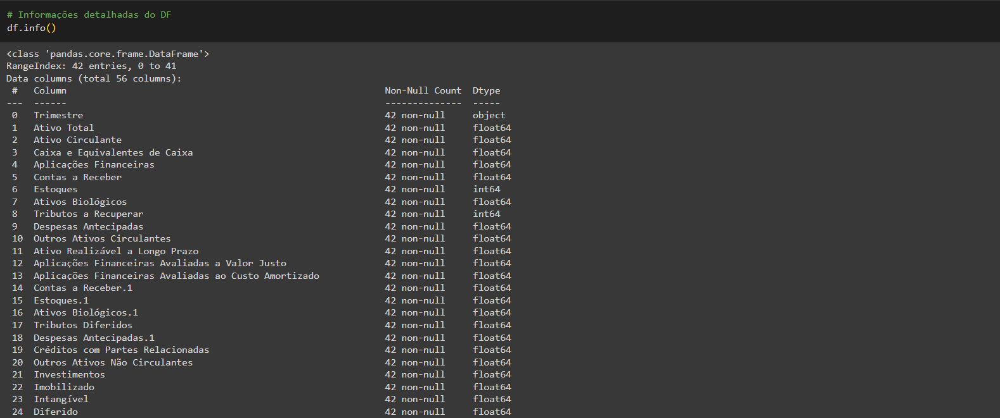 # Informações detalhadas do DF
df.info()
<class 'pandas.core.frame.DataFrame'>
RangeIndex: 42 entries, 0 to 41
Data columns (total 56 columns):
 #   Column                                                          Non-Null Count  Dtype
---  ------                                                          --------------  -----
 0   Trimestre                                                       42 non-null     object
 1   Ativo Total                                                     42 non-null     float64
 2   Ativo Circulante                                                42 non-null     float64
 3   Caixa e Equivalentes de Caixa                                   42 non-null     float64
 4   Aplicações Financeiras                                          42 non-null     float64
 5   Contas a Receber                                                42 non-null     float64
 6   Estoques                                                        42 non-null     int64
 7   Ativos Biológicos                                               42 non-null     float64
 8   Tributos a Recuperar                                            42 non-null     int64
 9   Despesas Antecipadas                                            42 non-null     float64
 10  Outros Ativos Circulantes                                       42 non-null     float64
 11  Ativo Realizável a Longo Prazo                                  42 non-null     float64
 12  Aplicações Financeiras Avaliadas a Valor Justo                  42 non-null     float64
 13  Aplicações Financeiras Avaliadas ao Custo Amortizado            42 non-null     float64
 14  Contas a Receber.1                                              42 non-null     float64
 15  Estoques.1                                                      42 non-null     float64
 16  Ativos Biológicos.1                                             42 non-null     float64
 17  Tributos Diferidos                                              42 non-null     float64
 18  Despesas Antecipadas.1                                          42 non-null     float64
 19  Créditos com Partes Relacionadas                                42 non-null     float64
 20  Outros Ativos Não Circulantes                                   42 non-null     float64
 21  Investimentos                                                   42 non-null     float64
 22  Imobilizado                                                     42 non-null     float64
 23  Intangível                                                      42 non-null     float64
 24  Diferido                                                        42 non-null     float64